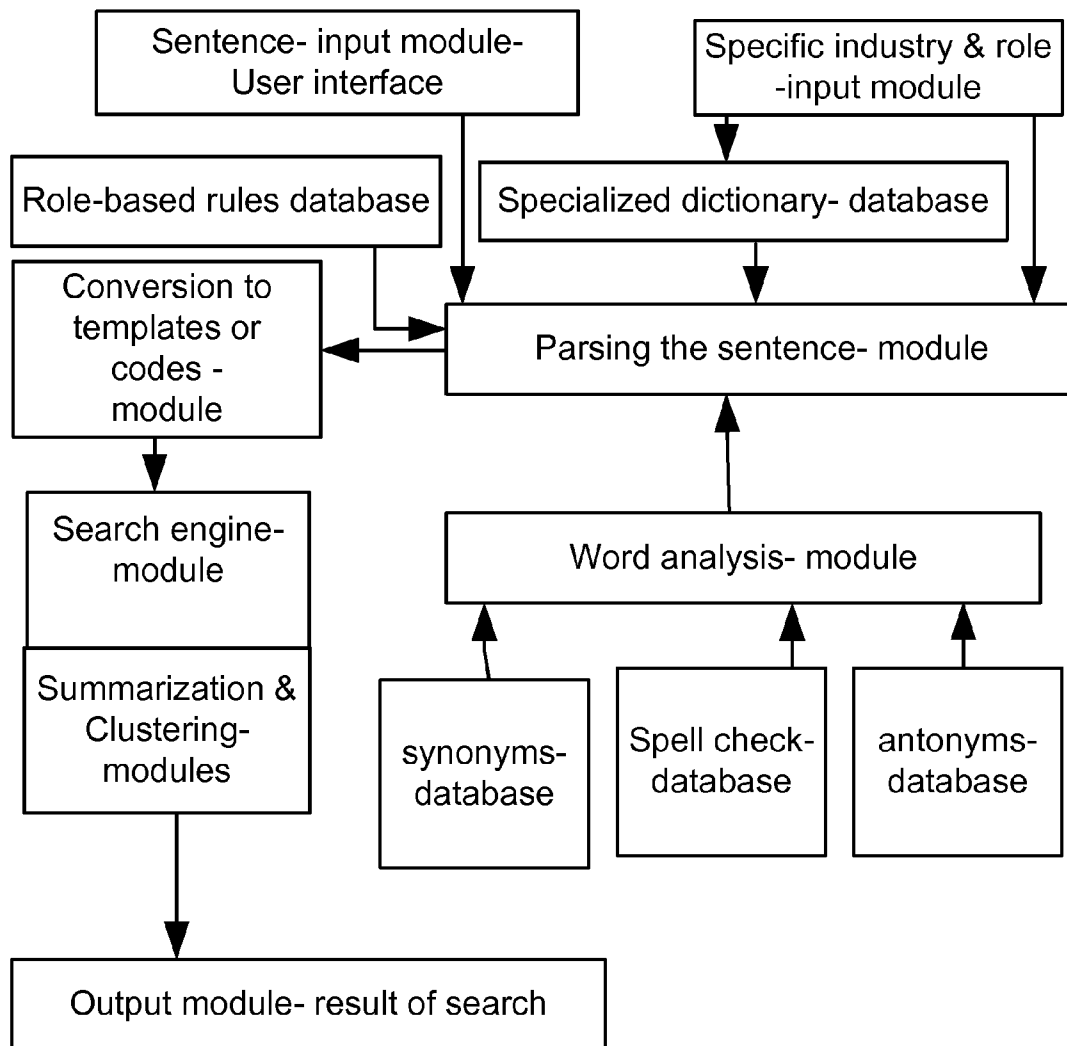 Sentence- input module-
User interface
Specific industry & role
-input module
Role-based rules database
Specialized dictionary- database
Conversion to
templates or
codes -
module
Parsing the sentence- module
Search engine-
module
Word analysis- module
Summarization &
Clustering-
modules
synonyms-
database
Spell check-
database
antonyms-
database
Output module- result of search